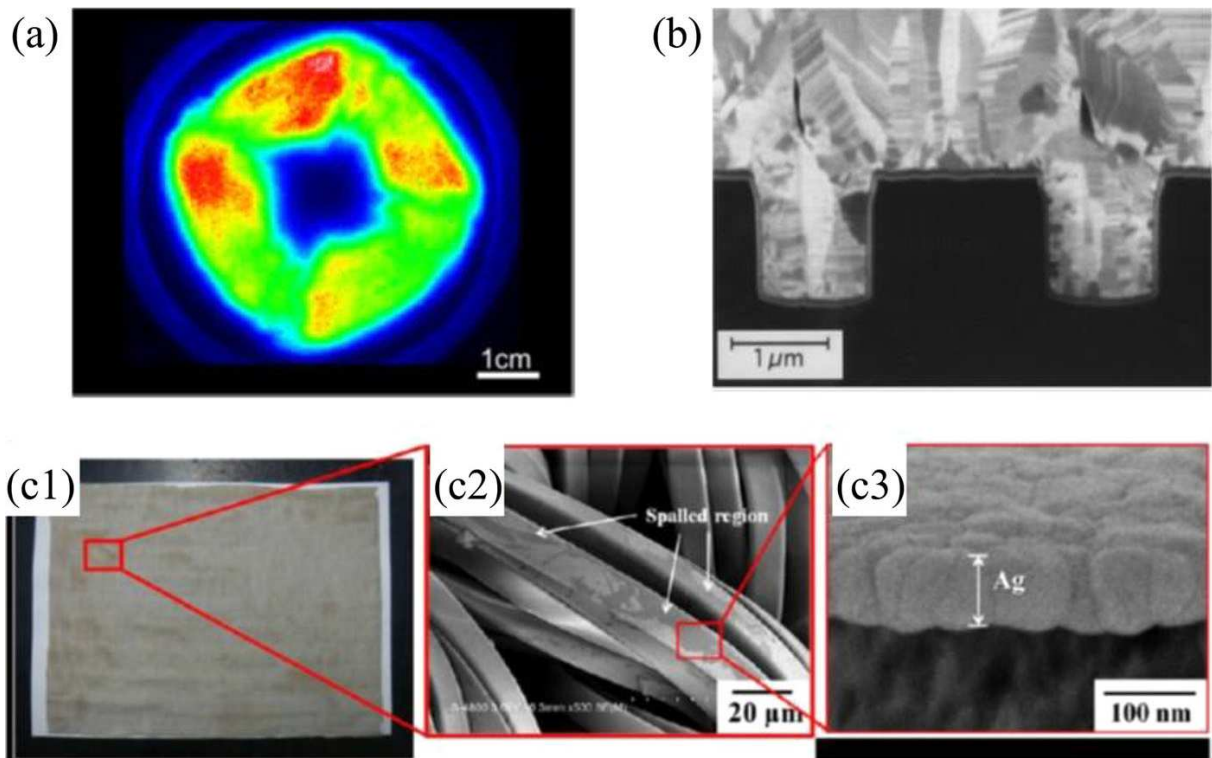 (a)
(b)
1cm
1 µm
(c1)
(c2)
(c3)
Spalled region
Ag
20 µm
100 nm